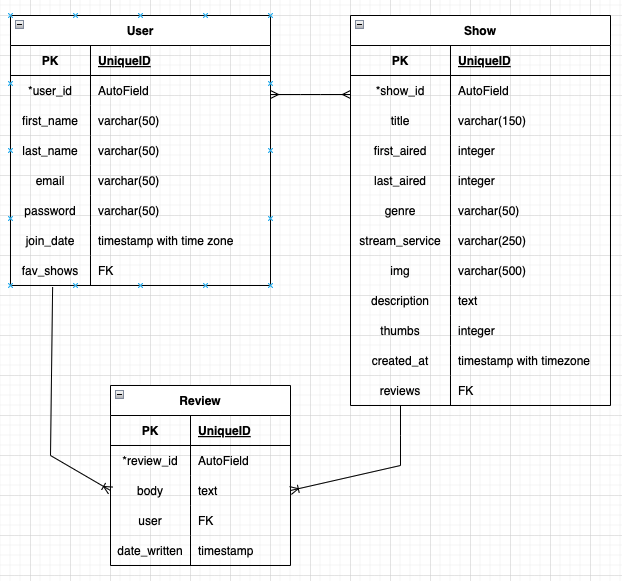 User
PK UniqueID
*user_id AutoField
first_name varchar(50)
last_name varchar(50)
email varchar(50)
password varchar(50)
join_date timestamp with time zone
fav_shows FK
Show
PK UniqueID
*show_id AutoField
title varchar(150)
first_aired integer
last_aired integer
genre varchar(50)
stream_service varchar(250)
img varchar(500)
description text
thumbs integer
created_at timestamp with timezone
reviews FK
Review
PK UniqueID
*review_id AutoField
body text
user FK
date_written timestamp